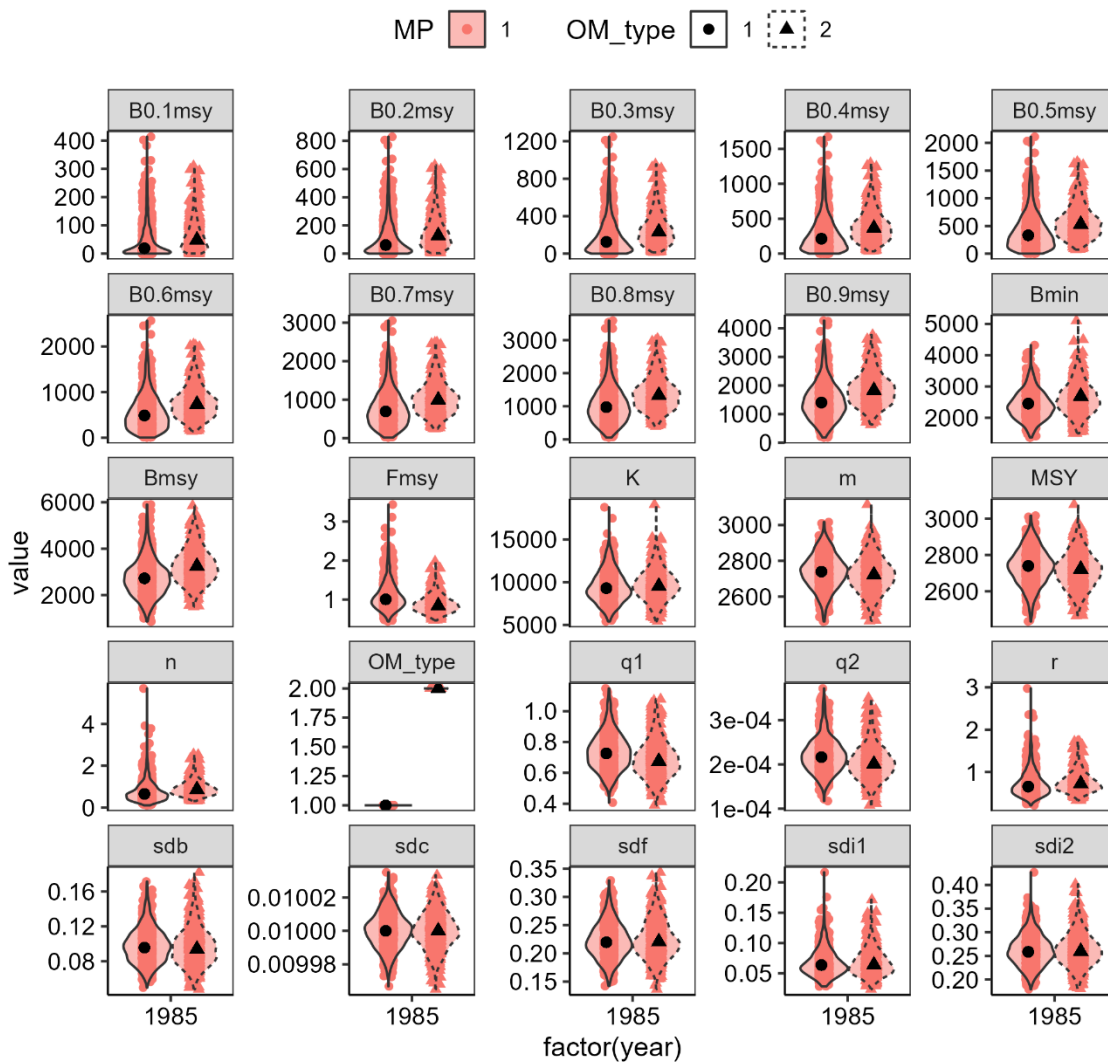 MP 1 OM_type 1 2
B0.1msy B0.2msy B0.3msy B0.4msy B0.5msy
400 800 1200 1500 2000
300 600 800 1000 1500
200 400 400 500 1000
100 200 0 0 500
0 0 0
B0.6msy B0.7msy B0.8msy B0.9msy Bmin
2000 3000 3000 4000 5000
1000 2000 2000 3000 4000
0 1000 1000 2000 3000
0 0 1000 2000
0
Bmsy Fmsy K m MSY
6000 3 15000 3000 3000
4000 2 10000 2800 2800
2000 1 5000 2600 2600
value
n OM_type q1 q2 r
4 2.00 1.0 3e-04 3
2 1.75 0.8 2e-04 2
0 1.50 0.6 1e-04 1
1.25 0.4
1.00
sdb sdc sdf sdi1 sdi2
0.16 0.01002 0.35 0.20 0.40
0.12 0.01000 0.30 0.15 0.35
0.08 0.00998 0.25 0.10 0.30
0.20 0.05 0.25
0.15 0.20
1985 1985 1985 1985 1985
factor(year)